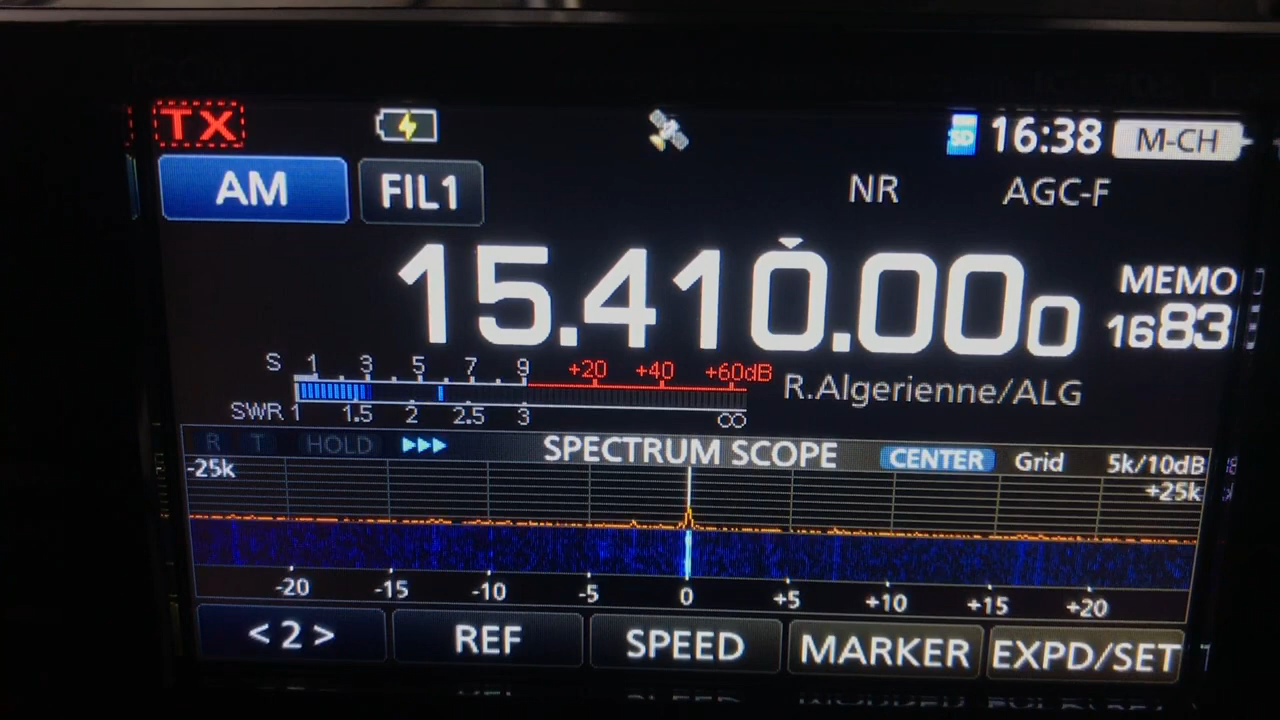 TX SD 16:38 M-CH
AM FIL1 NR AGC-F
15.410.000 MEMO
1683
S 1 3 5 7 9 +20 +40 +60dB
R.Algerienne/ALG
SWR 1 1.5 2 2.5 3 ∞
R T HOLD SPECTRUM SCOPE CENTER Grid 5k/10dB
-25k +25k
-20 -15 -10 -5 0 +5 +10 +15 +20
<2> REF SPEED MARKER EXPD/SET